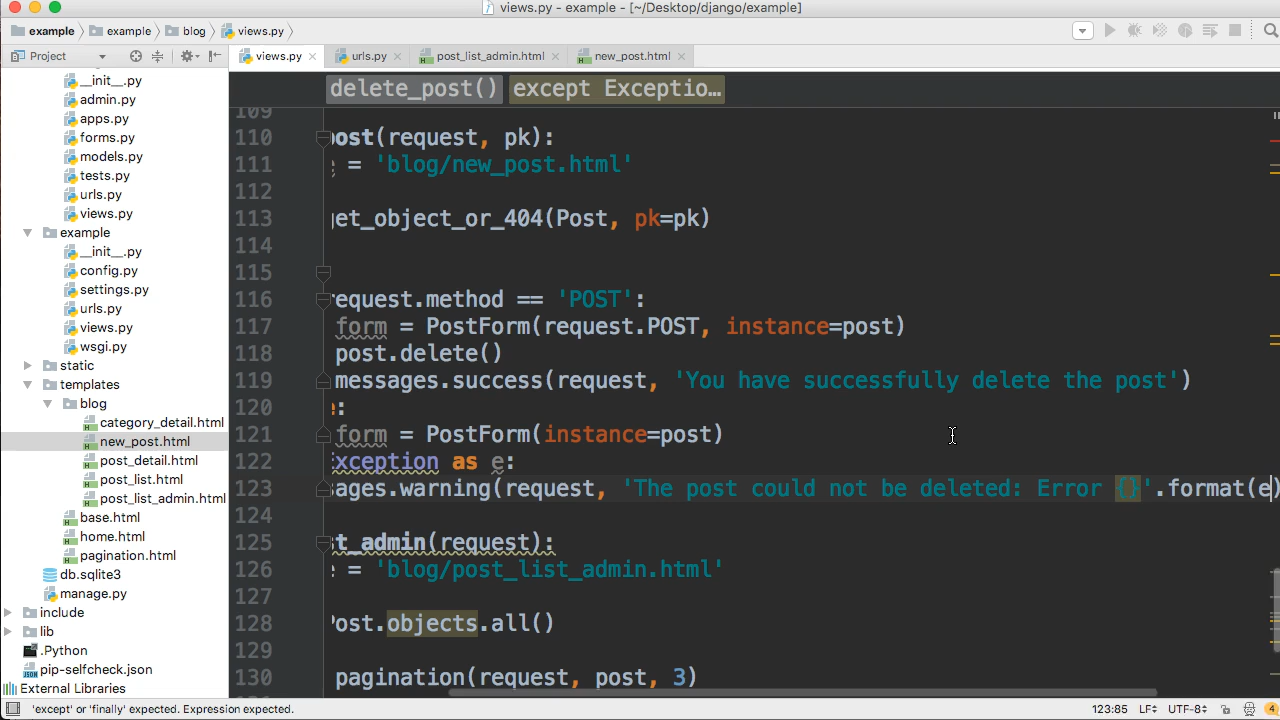 views.py - example - [~/Desktop/django/example]
example example blog views.py
Project views.py urls.py post_list_admin.html new_post.html
delete_post() except Exceptio…
__init__.py
admin.py
apps.py
forms.py
models.py
tests.py
urls.py
views.py
example
__init__.py
config.py
settings.py
urls.py
views.py
wsgi.py
static
templates
blog
category_detail.html
new_post.html
post_detail.html
post_list.html
post_list_admin.html
base.html
home.html
pagination.html
db.sqlite3
manage.py
include
lib
.Python
pip-selfcheck.json
External Libraries
109
110 post(request, pk):
111 = 'blog/new_post.html'
112
113 get_object_or_404(Post, pk=pk)
114
115
116 request.method == 'POST':
117 form = PostForm(request.POST, instance=post)
118 post.delete()
119 messages.success(request, 'You have successfully delete the post')
120 :
121 form = PostForm(instance=post)
122 Exception as e:
123 ages.warning(request, 'The post could not be deleted: Error {}'.format(e)
124
125 t_admin(request):
126 = 'blog/post_list_admin.html'
127
128 Post.objects.all()
129
130 pagination(request, post, 3)
'except' or 'finally' expected. Expression expected. 123:85 LF UTF-8 4